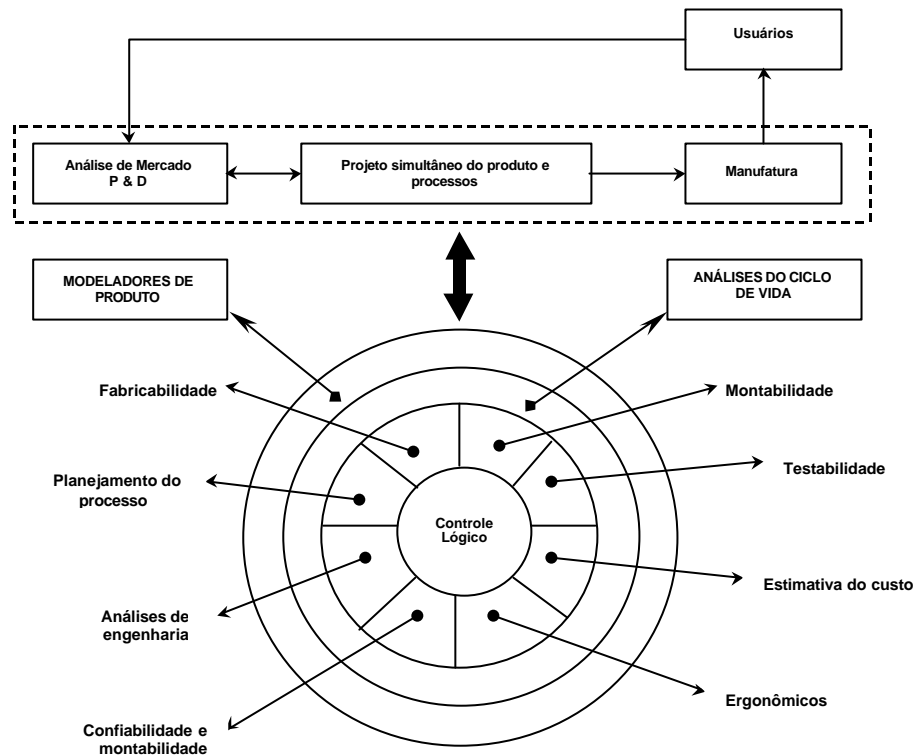 Usuários
Análise de Mercado
P & D
Projeto simultâneo do produto e
processos
Manufatura
MODELADORES DE
PRODUTO
ANÁLISES DO CICLO
DE VIDA
Fabricabilidade
Montabilidade
Planejamento do
processo
Testabilidade
Controle
Lógico
Estimativa do custo
Análises de
engenharia
Ergonômicos
Confiabilidade e
montabilidade